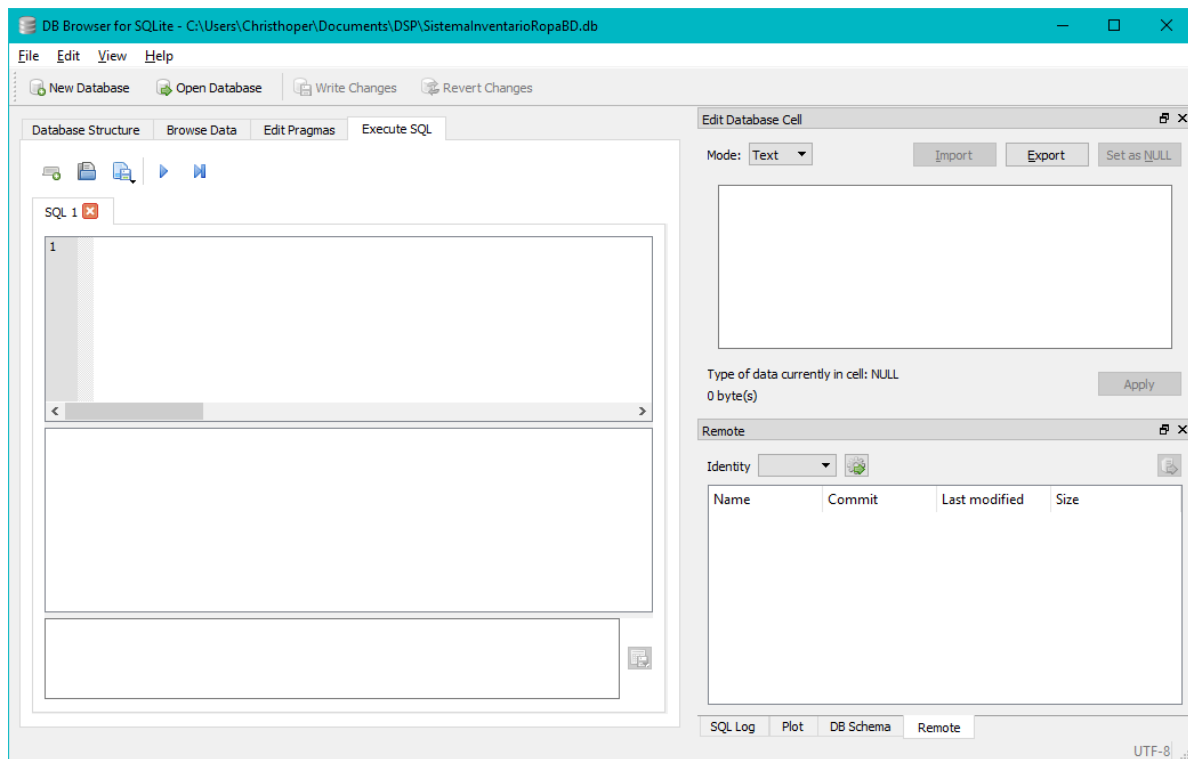 DB Browser for SQLite - C:\Users\Christhoper\Documents\DSP\SistemaInventarioRopaBD.db
File Edit View Help
New Database Open Database Write Changes Revert Changes
Database Structure Browse Data Edit Pragmas Execute SQL
SQL 1
1
Edit Database Cell
Mode: Text Import Export Set as NULL
Type of data currently in cell: NULL
0 byte(s)
Apply
Remote
Identity
Name Commit Last modified Size
SQL Log Plot DB Schema Remote
UTF-8